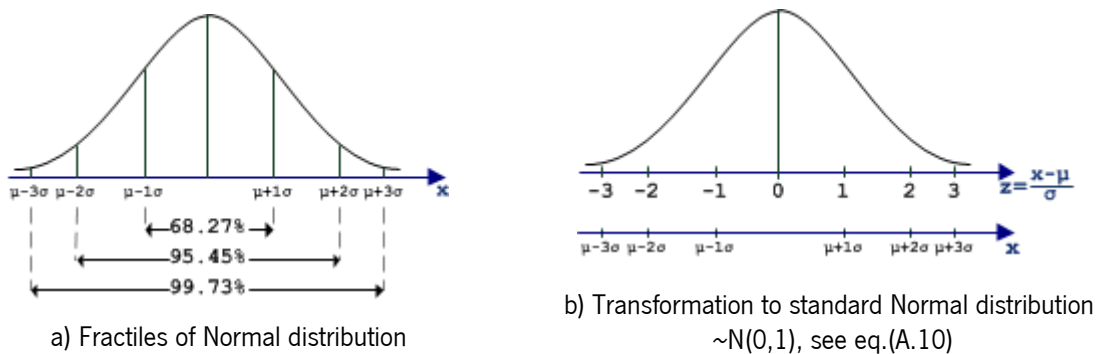 μ-3σ μ-2σ μ-1σ μ+1σ μ+2σ μ+3σ x
68.27%
95.45%
99.73%
a) Fractiles of Normal distribution
-3 -2 -1 0 1 2 3 z=x-μ/σ
μ-3σ μ-2σ μ-1σ μ+1σ μ+2σ μ+3σ x
b) Transformation to standard Normal distribution
~N(0,1), see eq.(A.10)